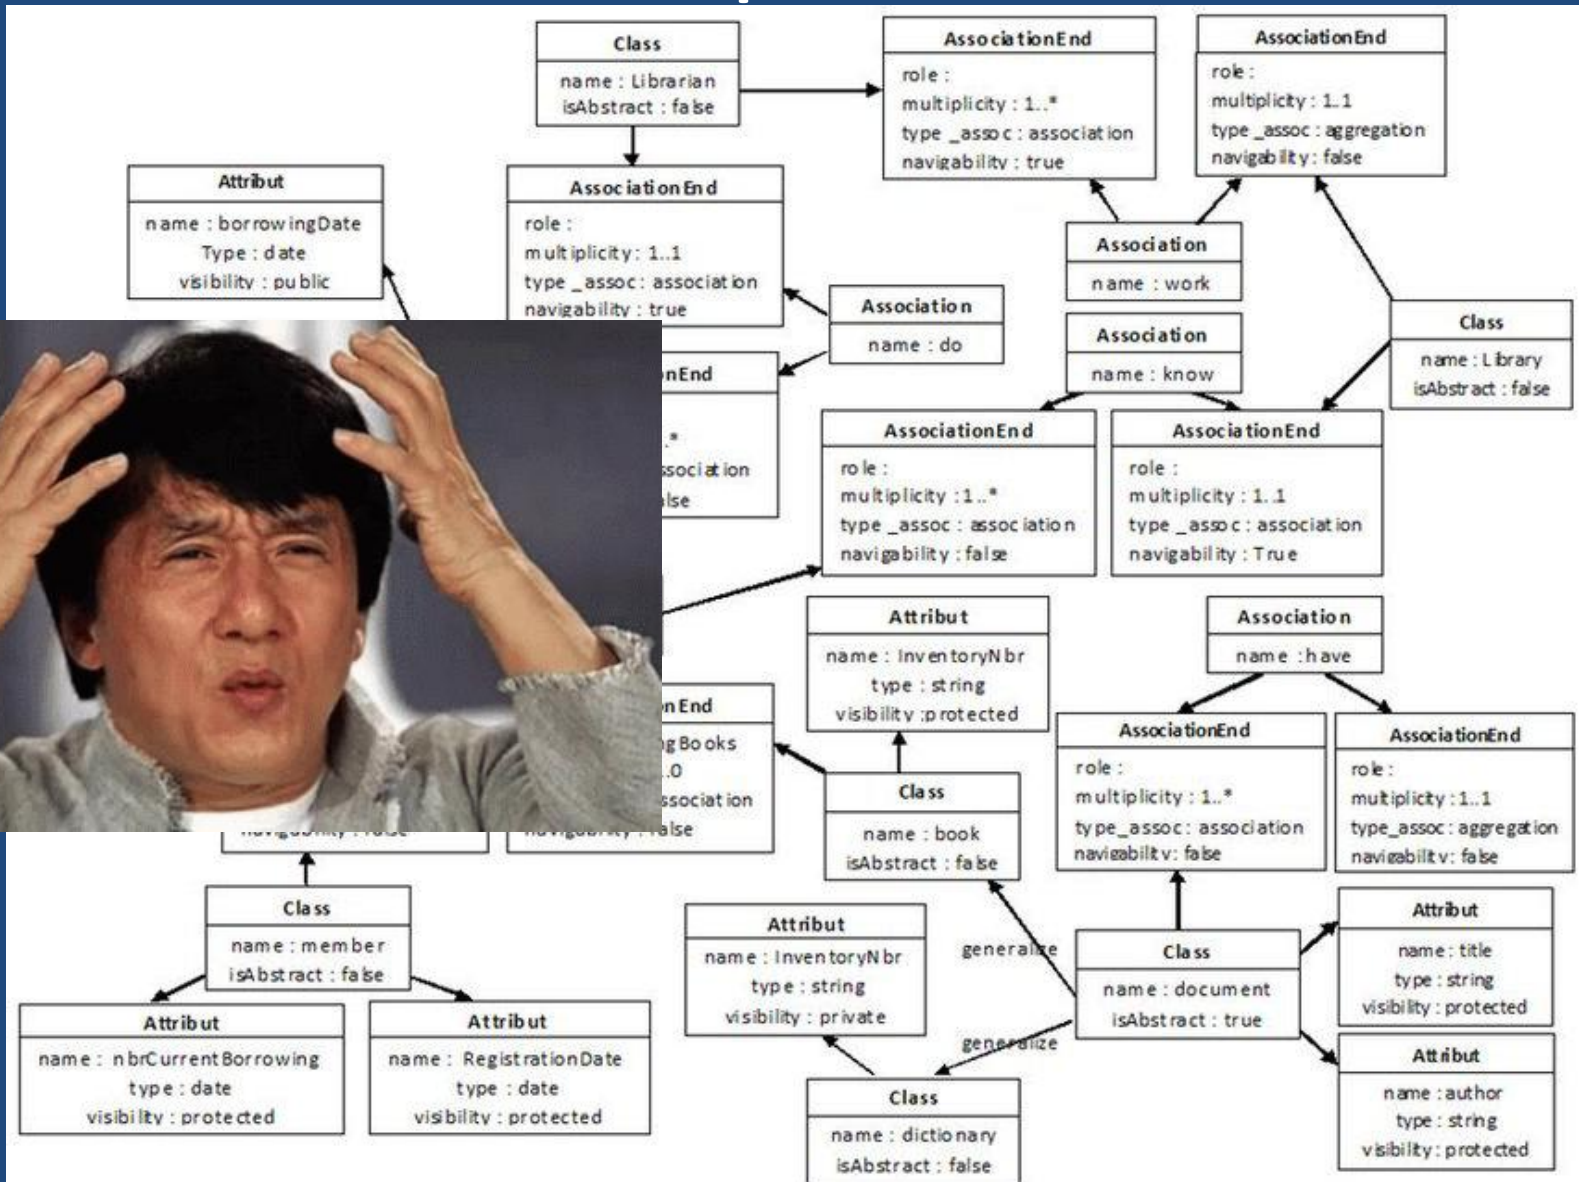 Class
name : Librarian
isAbstract : false
AssociationEnd
role :
multiplicity : 1..*
type _assoc : association
navigability : true
AssociationEnd
role :
multiplicity : 1..1
type _assoc : aggregation
navigability : false
Attribut
name : borrowingDate
Type : date
visibility : public
AssociationEnd
role :
multiplicity : 1..1
type _assoc : association
navigability : true
Association
name : work
Association
name : do
Association
name : know
Class
name : Library
isAbstract : false
nEnd
.*
ssociation
alse
AssociationEnd
role :
multiplicity :1..*
type _assoc : association
navigability : false
AssociationEnd
role :
multiplicity : 1..1
type _assoc : association
navigability : True
Attribut
name : InventoryNbr
type : string
visibility :protected
Association
name :have
n End
gBooks
.0
ssociation
alse
Class
name : book
isAbstract : false
AssociationEnd
role :
multiplicity : 1..*
type_assoc : association
navigability: false
AssociationEnd
role :
multiplicity :1..1
type_assoc : aggregation
navigability: false
Class
name : member
isAbstract : false
Attribut
name : nbrCurrentBorrowing
type : date
visibility : protected
Attribut
name : RegistrationDate
type : date
visibility : protected
Attribut
name : InventoryNbr
type : string
visibility : private
generalize
generalize
Class
name : document
isAbstract : true
Attribut
name : title
type : string
visibility : protected
Attribut
name :author
type : string
visibility : protected
Class
name : dictionary
isAbstract : false